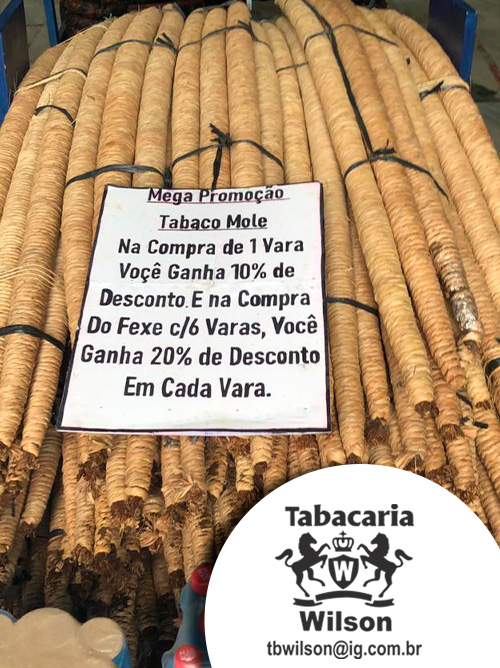 Mega Promoção
Tabaco Mole
Na Compra de 1 Vara
Voçê Ganha 10% de
Desconto.E na Compra
Do Fexe c/6 Varas, Você
Ganha 20% de Desconto
Em Cada Vara.
Tabacaria
W
Wilson
tbwilson@ig.com.br